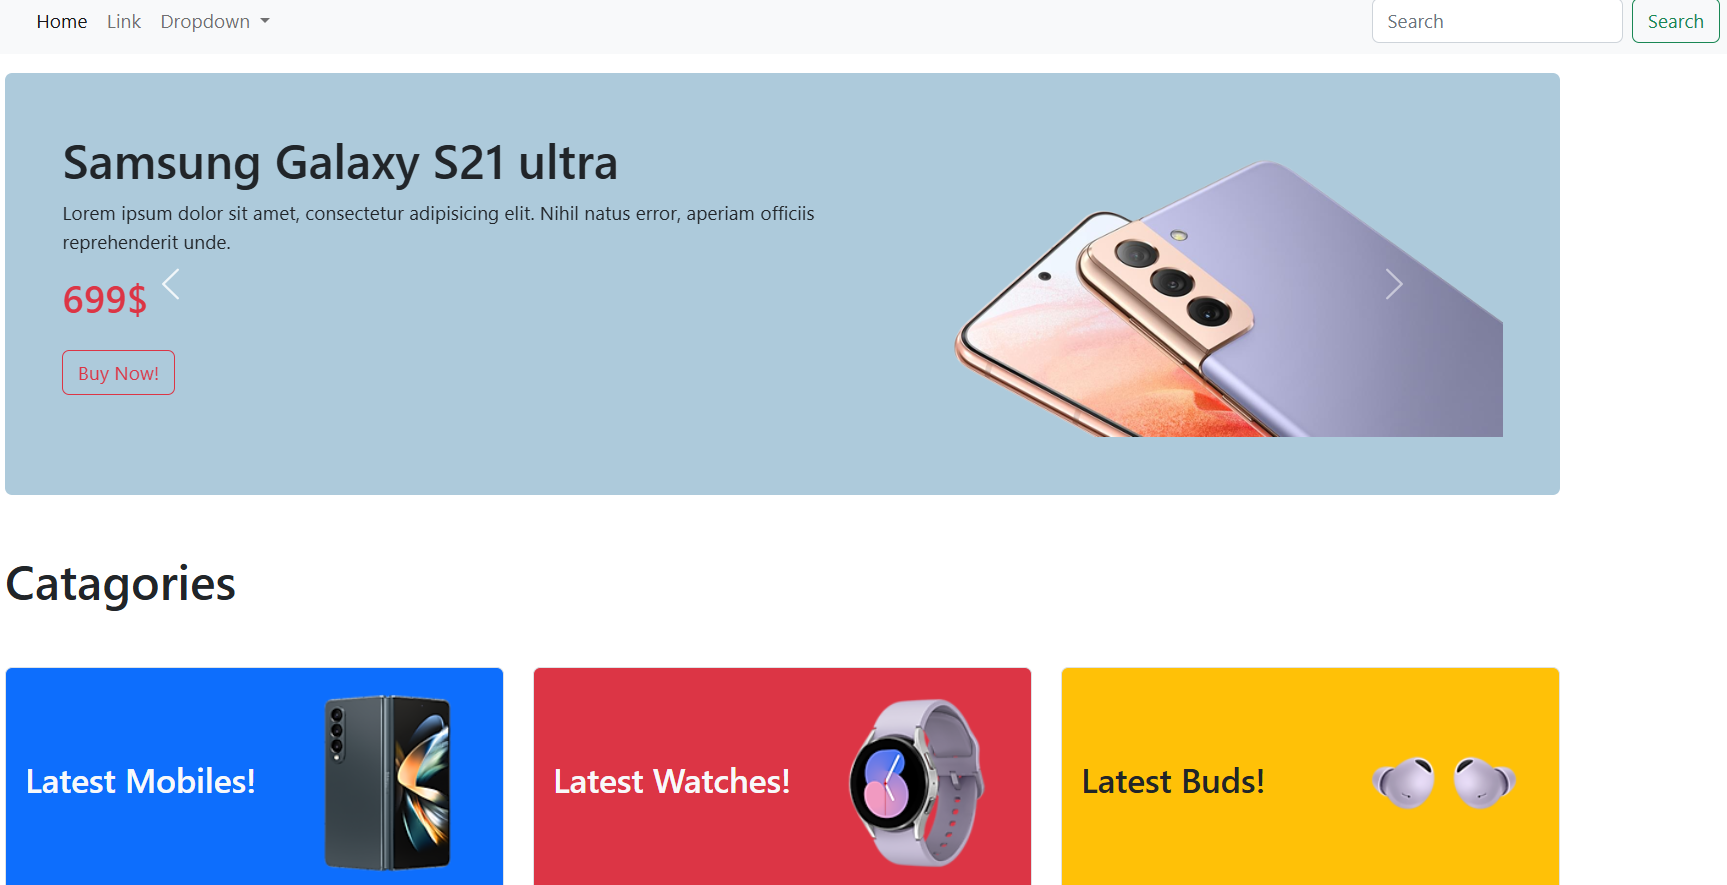 Home Link Dropdown Search Search
Samsung Galaxy S21 ultra
Lorem ipsum dolor sit amet, consectetur adipisicing elit. Nihil natus error, aperiam officiis
reprehenderit unde.
699$
Buy Now!
Catagories
Latest Mobiles!
Latest Watches!
Latest Buds!